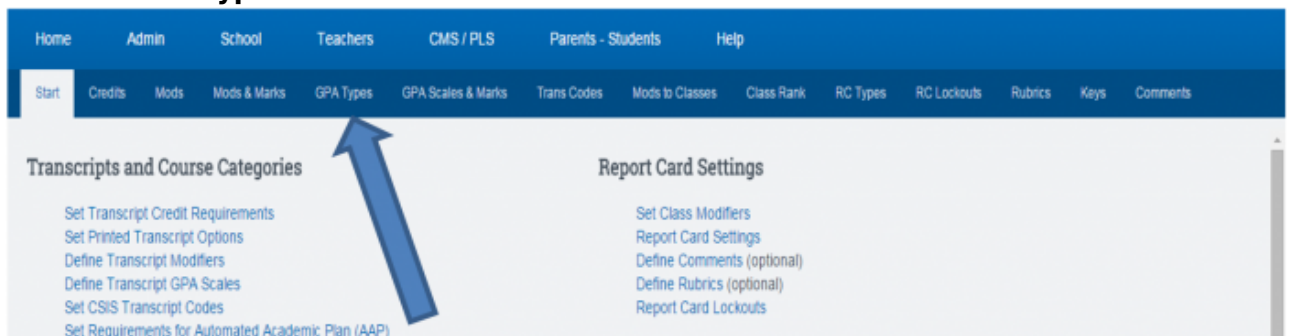 Home Admin School Teachers CMS / PLS Parents - Students Help
Start Credits Mods Mods & Marks GPA Types GPA Scales & Marks Trans Codes Mods to Classes Class Rank RC Types RC Lockouts Rubrics Keys Comments
Transcripts and Course Categories
Set Transcript Credit Requirements
Set Printed Transcript Options
Define Transcript Modifiers
Define Transcript GPA Scales
Set CSIS Transcript Codes
Set Requirements for Automated Academic Plan (AAP)
Report Card Settings
Set Class Modifiers
Report Card Settings
Define Comments (optional)
Define Rubrics (optional)
Report Card Lockouts